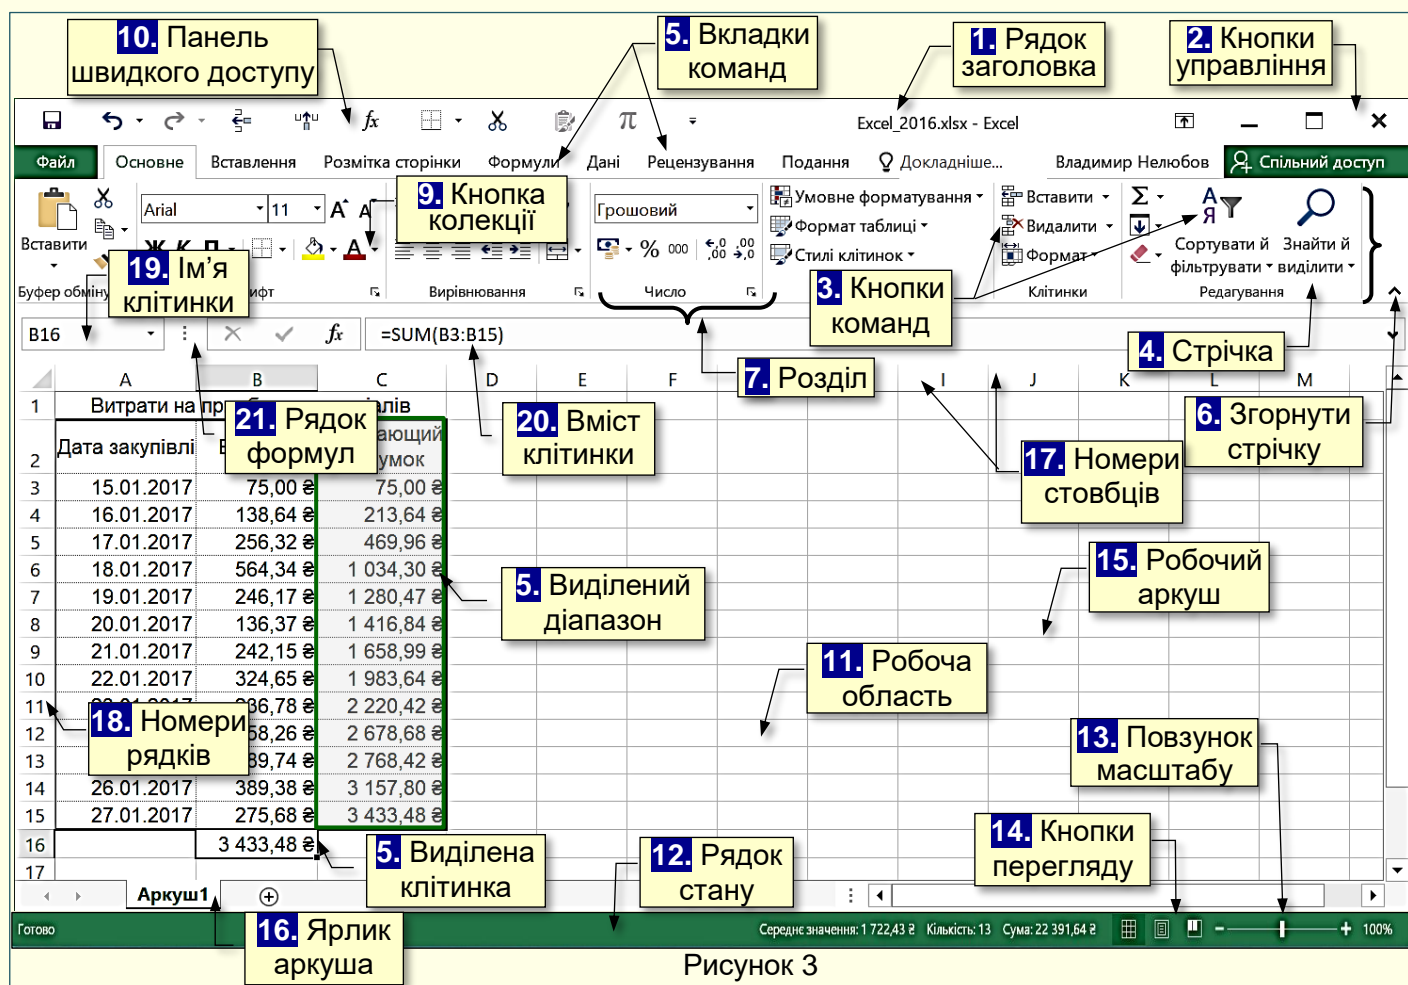 10. Панель
швидкого доступу
5. Вкладки
команд
1. Рядок
заголовка
2. Кнопки
управління
fx
π
Excel_2016.xlsx - Excel
Файл
Основне
Вставлення
Розмітка сторінки
Формули
Дані
Рецензування
Подання
Докладніше...
Владимир Нелюбов
Спільний доступ
9. Кнопка
колекції
Вставити
Arial
11
Ж К П
Грошовий
% 000
Умовне форматування
Формат таблиці
Стилі клітинок
Вставити
Видалити
Формат
Σ
Сортувати й
фільтрувати
Знайти й
виділити
19. Ім'я
клітинки
3. Кнопки
команд
Буфер обміну
Вирівнювання
Число
Клітинки
Редагування
4. Стрічка
B16
fx
=SUM(B3:B15)
7. Розділ
6. Згорнути
стрічку
A B C D E F I J K L M
1 Витрати на
21. Рядок
формул
20. Вміст
клітинки
17. Номери
стовбців
2 Дата закупівлі
3 15.01.2017 75,00 ₴ 75,00 ₴
4 16.01.2017 138,64 ₴ 213,64 ₴
5 17.01.2017 256,32 ₴ 469,96 ₴
6 18.01.2017 564,34 ₴ 1 034,30 ₴
7 19.01.2017 246,17 ₴ 1 280,47 ₴
8 20.01.2017 136,37 ₴ 1 416,84 ₴
9 21.01.2017 242,15 ₴ 1 658,99 ₴
10 22.01.2017 324,65 ₴ 1 983,64 ₴
11 2 220,42 ₴
12 2 678,68 ₴
13 2 768,42 ₴
14 26.01.2017 389,38 ₴ 3 157,80 ₴
15 27.01.2017 275,68 ₴ 3 433,48 ₴
16 3 433,48 ₴
17
5. Виділений
діапазон
15. Робочий
аркуш
11. Робоча
область
18. Номери
рядків
13. Повзунок
масштабу
5. Виділена
клітинка
12. Рядок
стану
14. Кнопки
перегляду
Аркуш1
16. Ярлик
аркуша
Готово
Середнє значення: 1 722,43 ₴ Кількість: 13 Сума: 22 391,64 ₴
100%
Рисунок 3